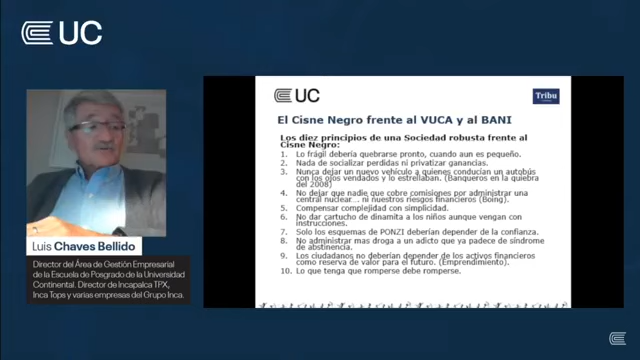 UC
UC
Tribu
El Cisne Negro frente al VUCA y al BANI
Los diez principios de una Sociedad robusta frente al
Cisne Negro:
1. Lo frágil debería quebrarse pronto, cuando aun es pequeño.
2. Nada de socializar perdidas ni privatizar ganancias.
3. Nunca dejar un nuevo vehículo a quienes conducían un autobús
con los ojos vendados y lo estrellaban. (Banqueros en la quiebra
del 2008)
4. No dejar que nadie que cobre comisiones por administrar una
central nuclear... ni nuestros riesgos financieros (Boing).
5. Compensar complejidad con simplicidad.
6. No dar cartucho de dinamita a los niños aunque vengan con
instrucciones.
7. Solo los esquemas de PONZI deberían depender de la confianza.
8. No administrar mas droga a un adicto que ya padece de síndrome
de abstinencia.
9. Los ciudadanos no deberían depender de los activos financieros
como reserva de valor para el futuro. (Emprendimiento).
10. Lo que tenga que romperse debe romperse.
Luis Chaves Bellido
Director del Área de Gestión Empresarial
de la Escuela de Posgrado de la Universidad
Continental. Director de Incapalca TPX,
Inca Tops y varias empresas del Grupo Inca.